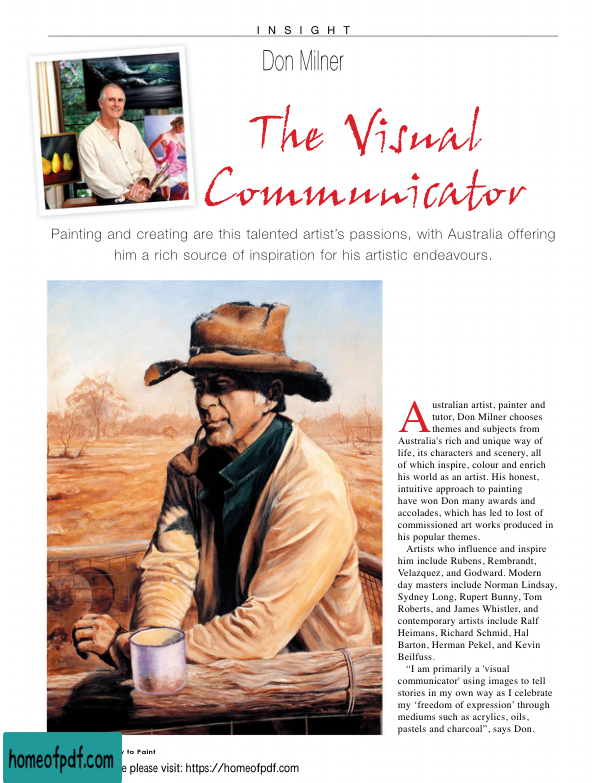 INSIGHT
Don Milner
The Visual
Communicator
Painting and creating are this talented artist's passions, with Australia offering
him a rich source of inspiration for his artistic endeavours.
Australian artist, painter and
tutor, Don Milner chooses
themes and subjects from
Australia's rich and unique way of
life, its characters and scenery, all
of which inspire, colour and enrich
his world as an artist. His honest,
intuitive approach to painting
have won Don many awards and
accolades, which has led to lost of
commissioned art works produced in
his popular themes.
Artists who influence and inspire
him include Rubens, Rembrandt,
Velazquez, and Godward. Modern
day masters include Norman Lindsay,
Sydney Long, Rupert Bunny, Tom
Roberts, and James Whistler, and
contemporary artists include Ralf
Heimans, Richard Schmid, Hal
Barton, Herman Pekel, and Kevin
Beilfuss.
“I am primarily a 'visual
communicator' using images to tell
stories in my own way as I celebrate
my ‘freedom of expression’ through
mediums such as acrylics, oils,
pastels and charcoal”, says Don.
to Paint
homeofpdf.com
please visit: https://homeofpdf.com